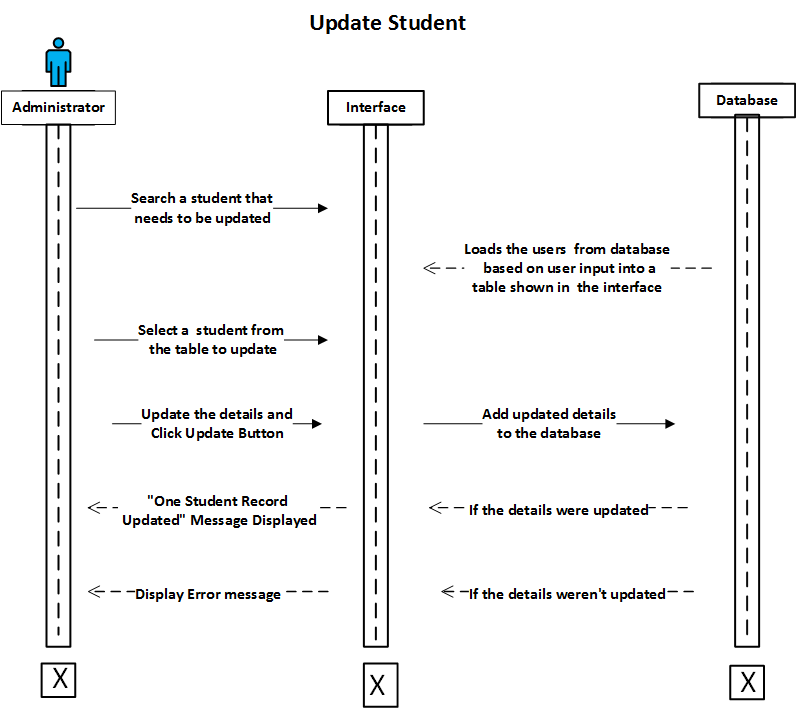 Update Student
Administrator
Interface
Database
Search a student that
needs to be updated
Loads the users from database
based on user input into a
table shown in the interface
Select a student from
the table to update
Update the details and
Click Update Button
Add updated details
to the database
"One Student Record
Updated" Message Displayed
If the details were updated
Display Error message
If the details weren't updated
X
X
X